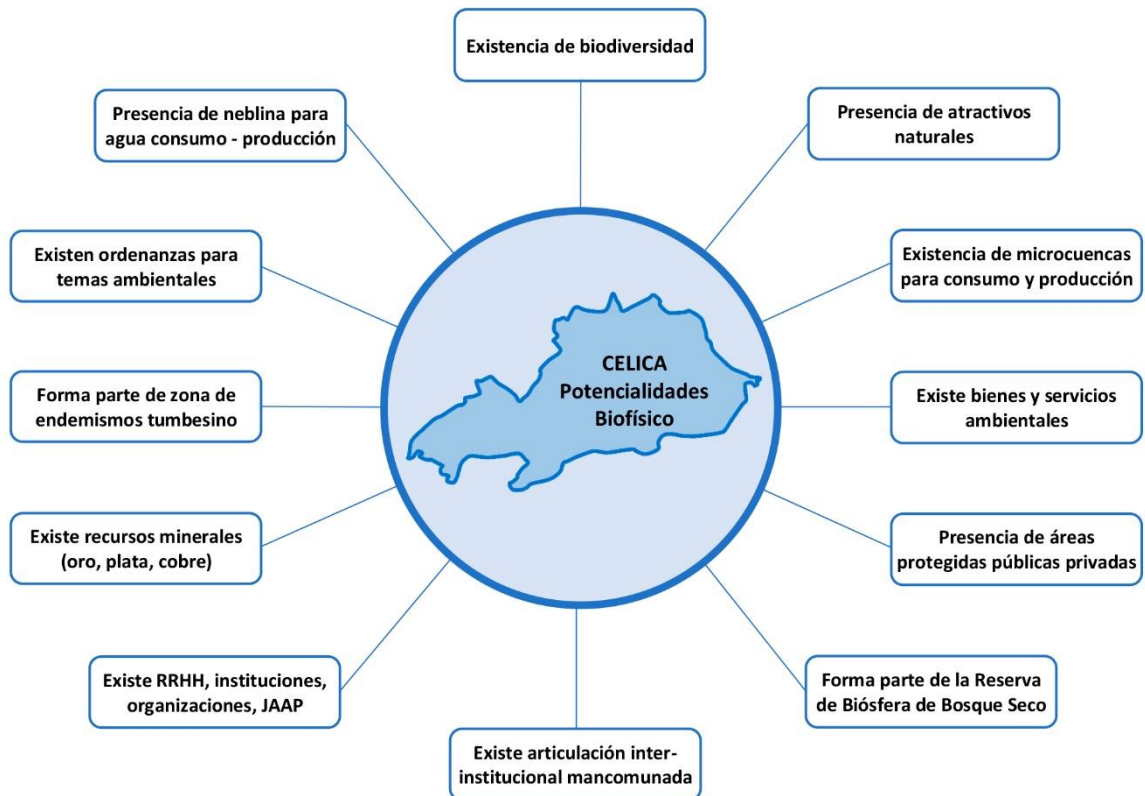 Existencia de biodiversidad
Presencia de neblina para
agua consumo - producción
Presencia de atractivos
naturales
Existen ordenanzas para
temas ambientales
Existencia de microcuencas
para consumo y producción
CELICA
Potencialidades
Biofísico
Forma parte de zona de
endemismos tumbesino
Existe bienes y servicios
ambientales
Existe recursos minerales
(oro, plata, cobre)
Presencia de áreas
protegidas públicas privadas
Existe RRHH, instituciones,
organizaciones, JAAP
Forma parte de la Reserva
de Biósfera de Bosque Seco
Existe articulación inter-
institucional mancomunada